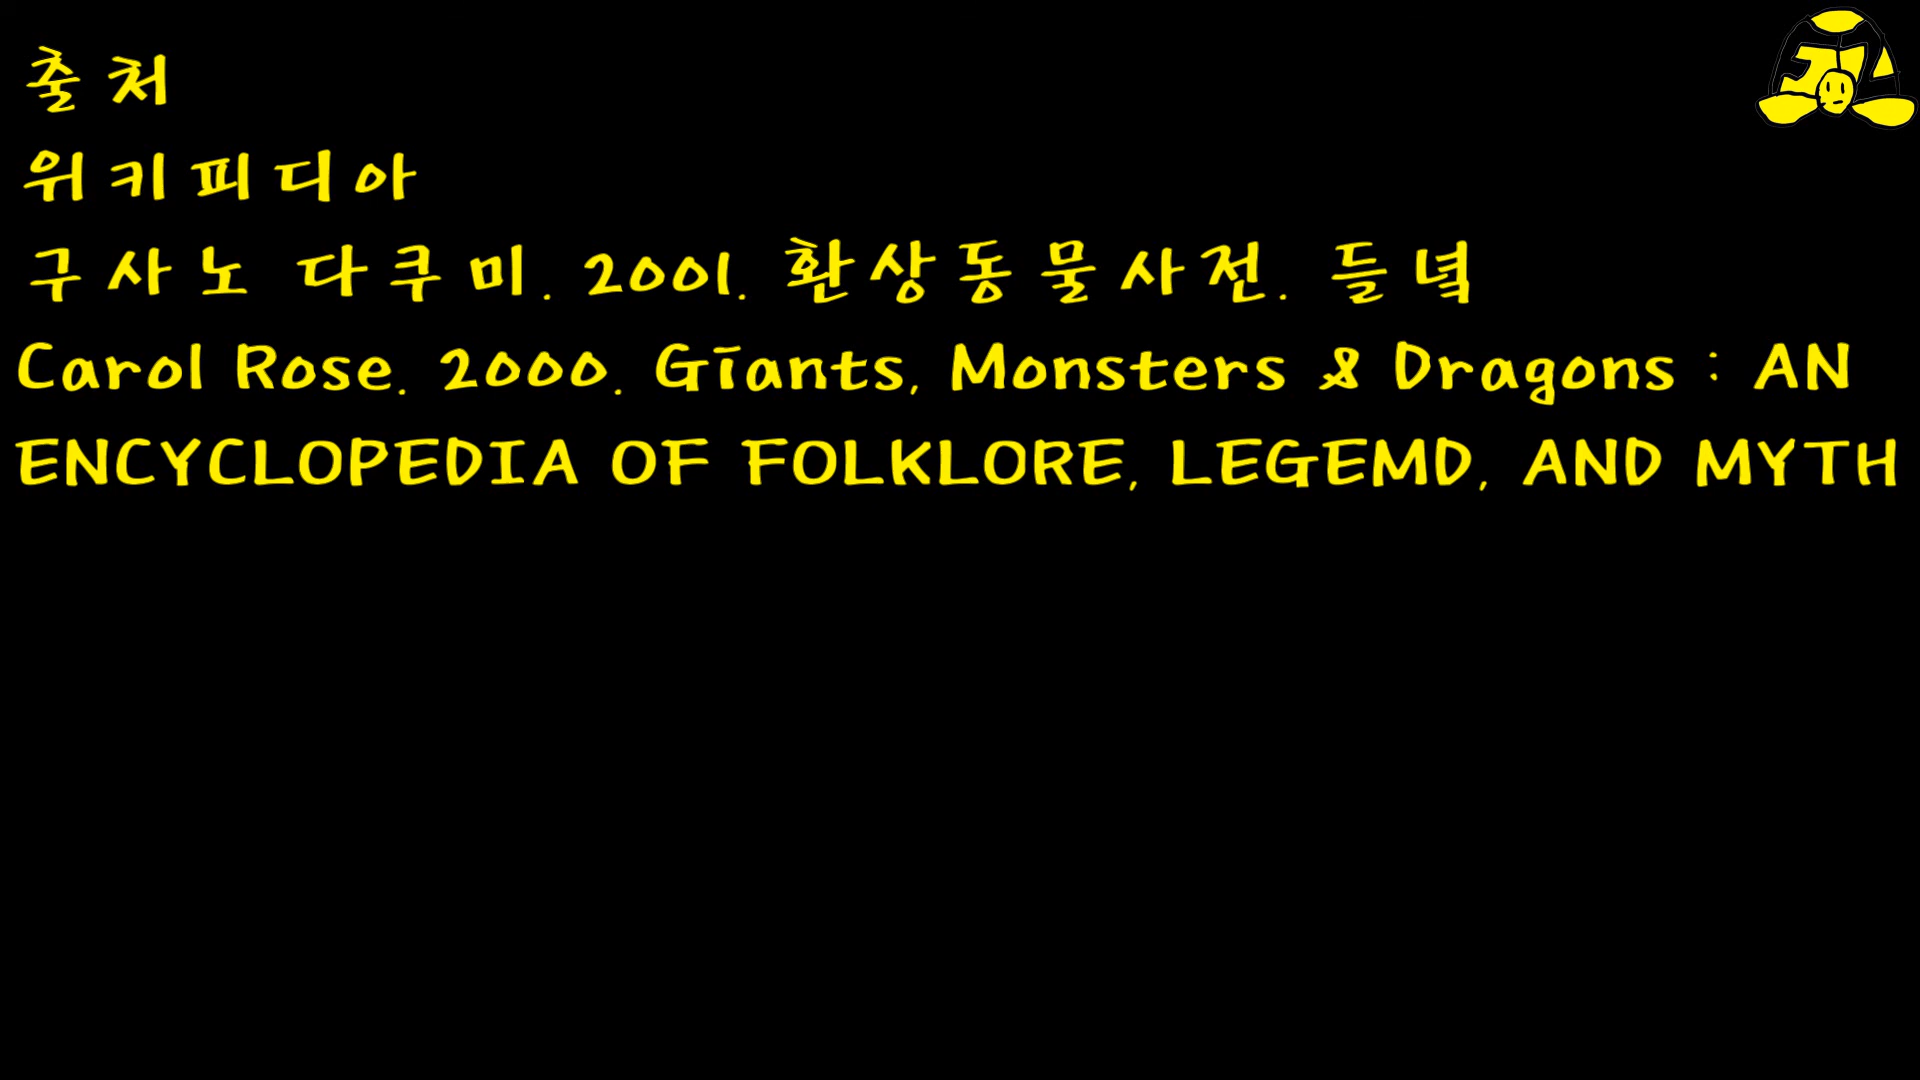 출처
위키피디아
구사노 다쿠미. 2001. 환상동물사전. 들녘
Carol Rose. 2000. Giants, Monsters & Dragons : AN
ENCYCLOPEDIA OF FOLKLORE, LEGEMD, AND MYTH